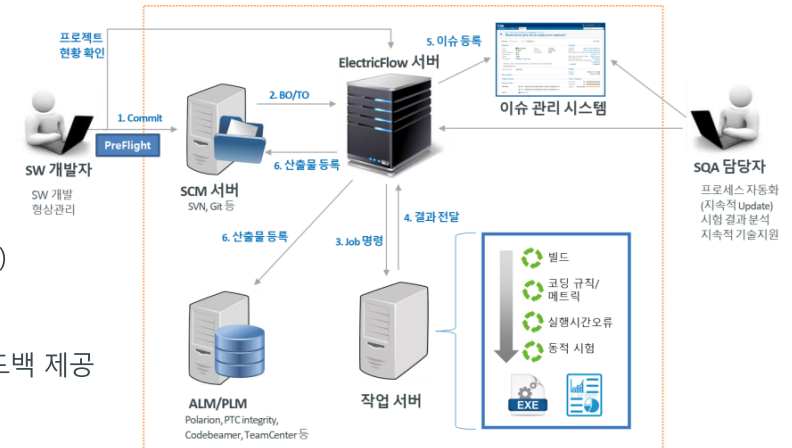 프로젝트
현황 확인
1. Commit
PreFlight
SW 개발자
SW 개발
형상관리
2. BO/TO
6. 산출물 등록
SCM 서버
SVN, Git 등
ElectricFlow 서버
5. 이슈 등록
이슈 관리 시스템
SQA 담당자
프로세스 자동화
(지속적 Update)
시험 결과 분석
지속적 기술지원
6. 산출물 등록
3. Job 명령
4. 결과 전달
빌드
코딩 규칙/
메트릭
실행시간오류
동적 시험
EXE
ALM/PLM
Polarion, PTC integrity,
Codebeamer, TeamCenter 등
작업 서버
)
드백 제공